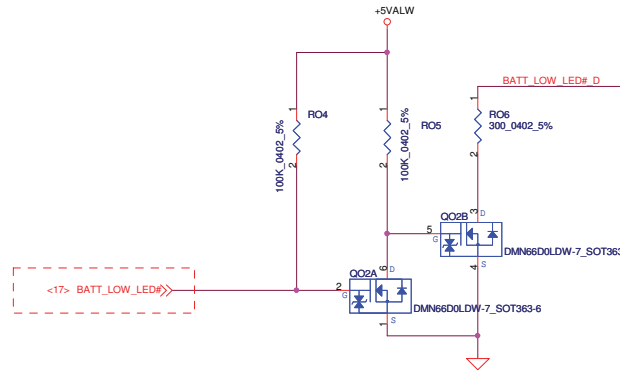 +5VALW
BATT_LOW_LED#_D
1
RO4
100K_0402_5%
2
1
RO5
100K_0402_5%
2
1
RO6
300_0402_5%
2
QO2B
3
D
5
G
4
S
DMN66D0LDW-7_SOT363
QO2A
6
D
2
G
1
S
DMN66D0LDW-7_SOT363-6
<17> BATT_LOW_LED#